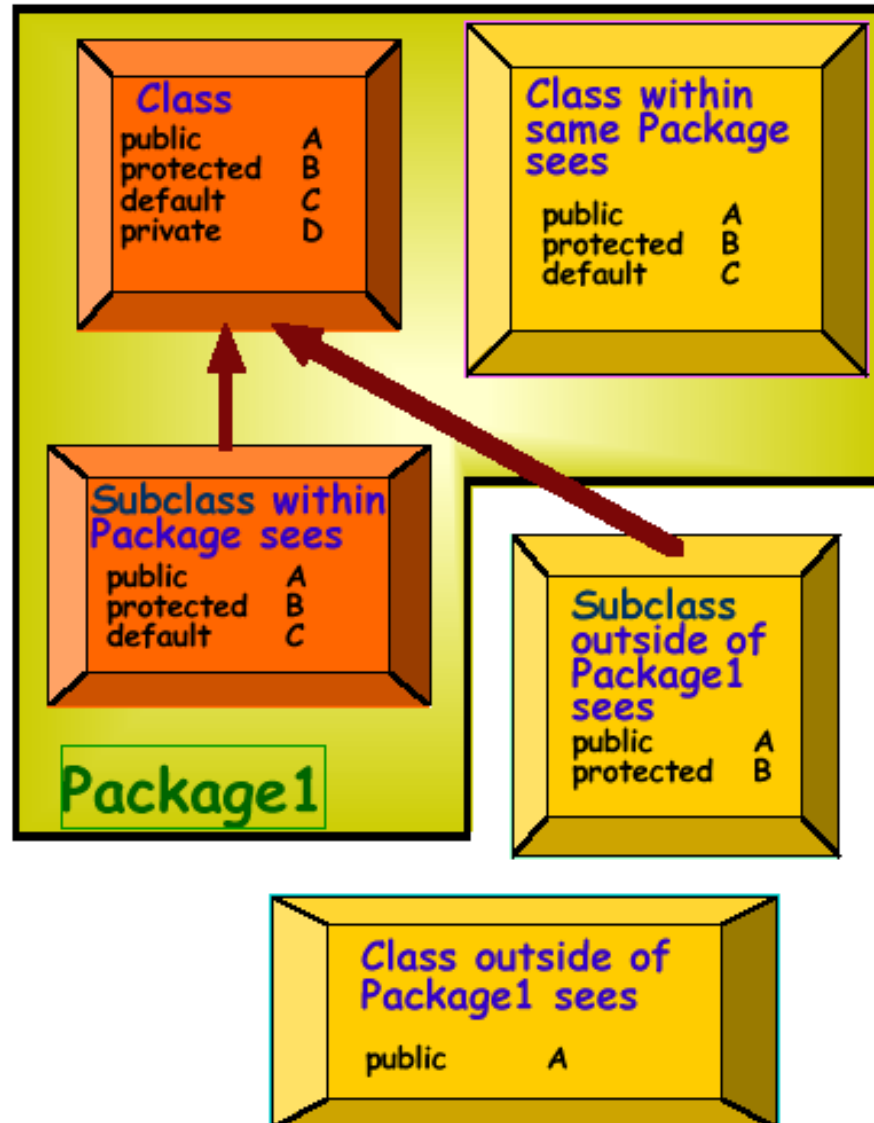 Class
public A
protected B
default C
private D
Class within
same Package
sees
public A
protected B
default C
Subclass within
Package sees
public A
protected B
default C
Subclass
outside of
Package1
sees
public A
protected B
Package1
Class outside of
Package1 sees
public A